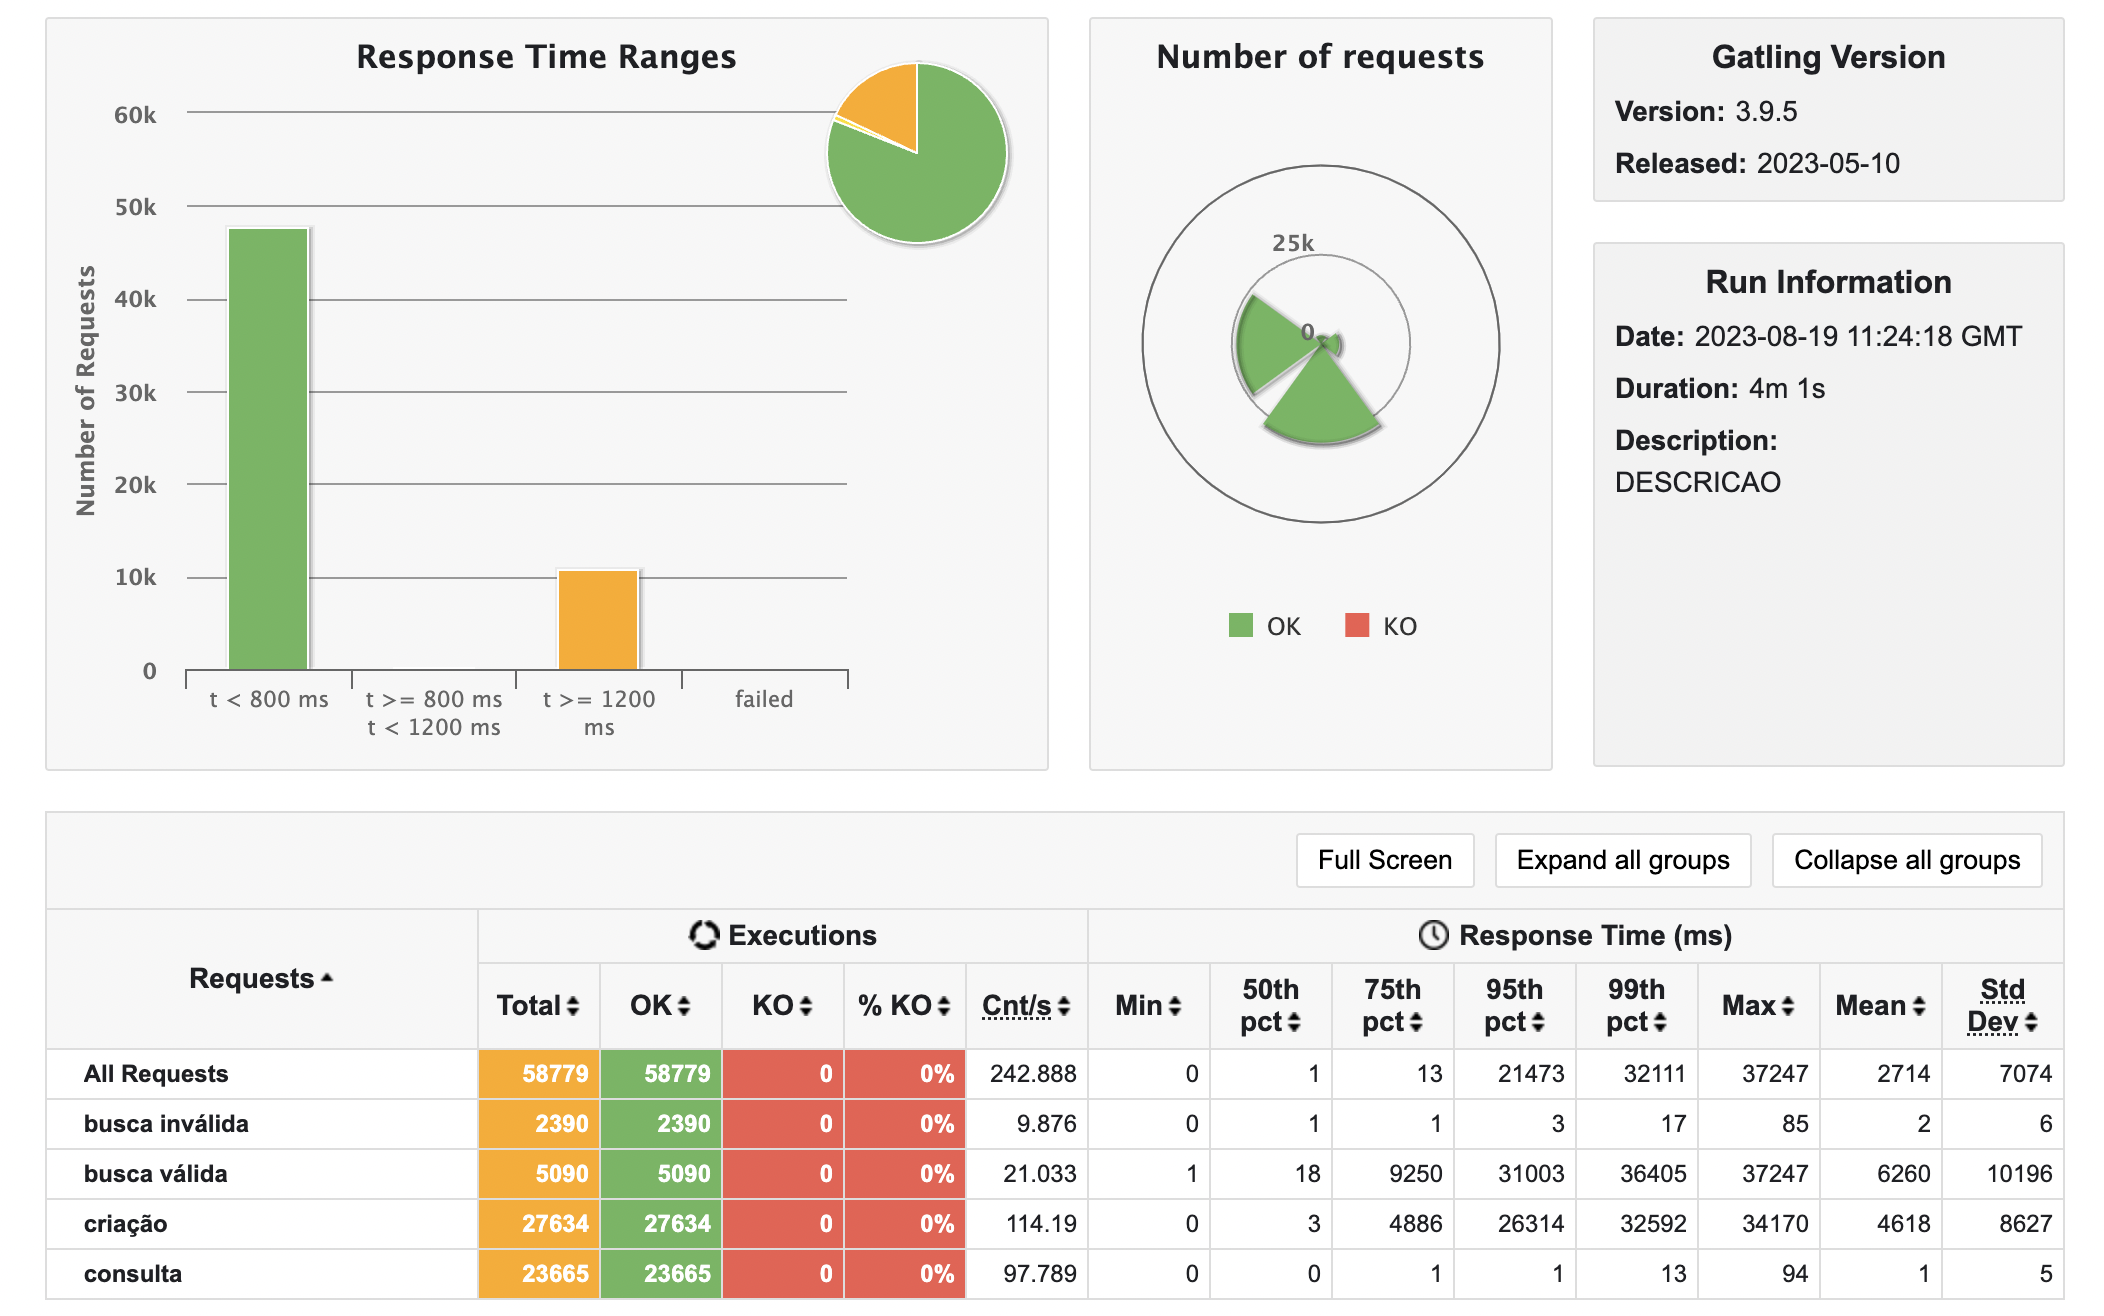 Response Time Ranges
60k
50k
40k
30k
20k
10k
0
Number of Requests
t < 800 ms
t >= 800 ms
t < 1200 ms
t >= 1200
ms
failed
Number of requests
25k
0
OK KO
Gatling Version
Version: 3.9.5
Released: 2023-05-10
Run Information
Date: 2023-08-19 11:24:18 GMT
Duration: 4m 1s
Description:
DESCRICAO
Full Screen Expand all groups Collapse all groups
Requests
Executions
Response Time (ms)
Total OK KO % KO Cnt/s Min 50th pct 75th pct 95th pct 99th pct Max Mean Std Dev
All Requests 58779 58779 0 0% 242.888 0 1 13 21473 32111 37247 2714 7074
busca inválida 2390 2390 0 0% 9.876 0 1 1 3 17 85 2 6
busca válida 5090 5090 0 0% 21.033 1 18 9250 31003 36405 37247 6260 10196
criação 27634 27634 0 0% 114.19 0 3 4886 26314 32592 34170 4618 8627
consulta 23665 23665 0 0% 97.789 0 0 1 1 13 94 1 5